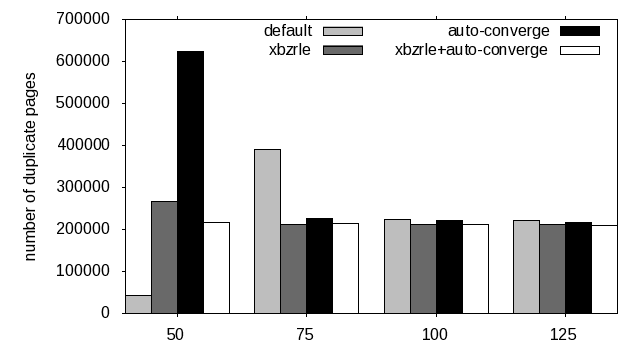 number of duplicate pages
700000
600000
500000
400000
300000
200000
100000
0
default
xbzrle
auto-converge
xbzrle+auto-converge
50 75 100 125